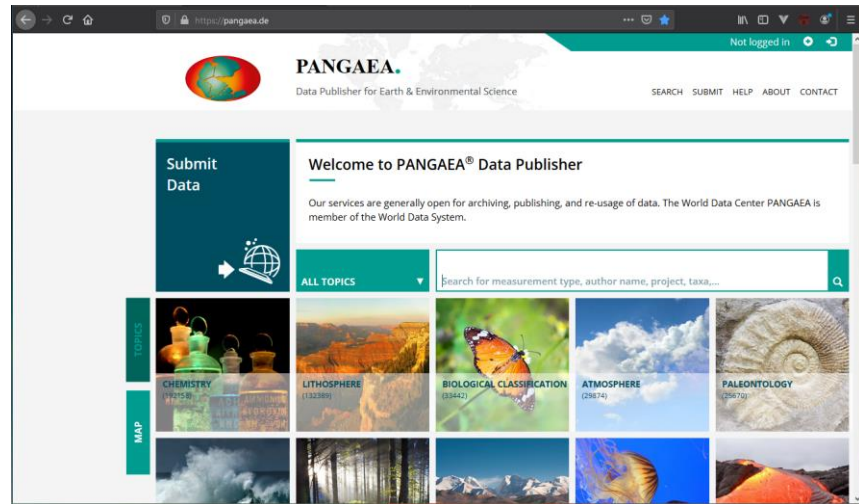 https://pangaea.de
Not logged in
PANGAEA.
Data Publisher for Earth & Environmental Science
SEARCH SUBMIT HELP ABOUT CONTACT
Submit
Data
Welcome to PANGAEA® Data Publisher
Our services are generally open for archiving, publishing, and re-usage of data. The World Data Center PANGAEA is
member of the World Data System.
ALL TOPICS
Search for measurement type, author name, project, taxa,...
TOPICS
MAP
CHEMISTRY
LITHOSPHERE
(132389)
BIOLOGICAL CLASSIFICATION
(33442)
ATMOSPHERE
(29874)
PALEONTOLOGY
(25670)